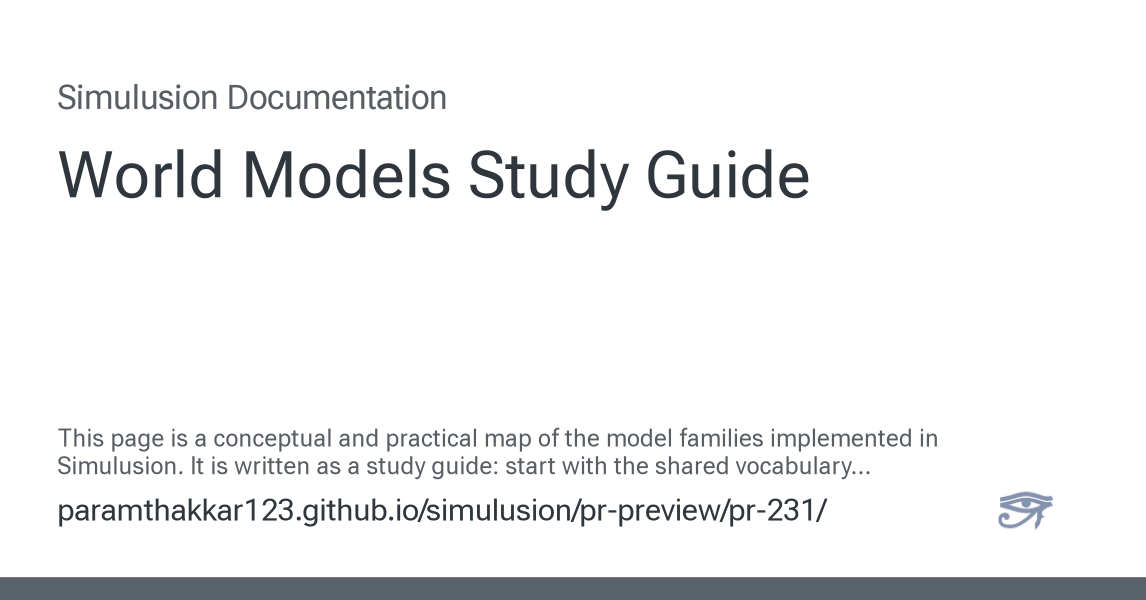 Simulusion Documentation
World Models Study Guide
This page is a conceptual and practical map of the model families implemented in
Simulusion. It is written as a study guide: start with the shared vocabulary...
paramthakkar123.github.io/simulusion/pr-preview/pr-231/